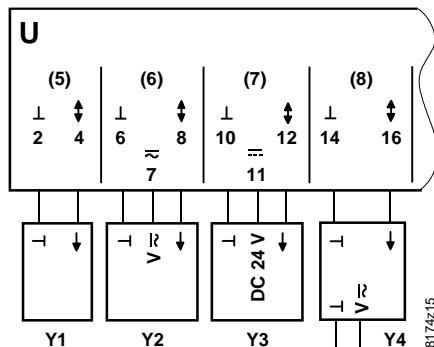 U
(5) (6) (7) (8)
⊥ ↕ ⊥ ↕ ⊥ ↕ ⊥ ↕
2 4 6 8 10 12 14 16
≂ ⎓
7 11
⊥ ↓ ⊥ V ≂ ↓ ⊥ DC 24 V ↓ ⊥ ↓
⊥ V ≂
Y1 Y2 Y3 Y4
8174z15